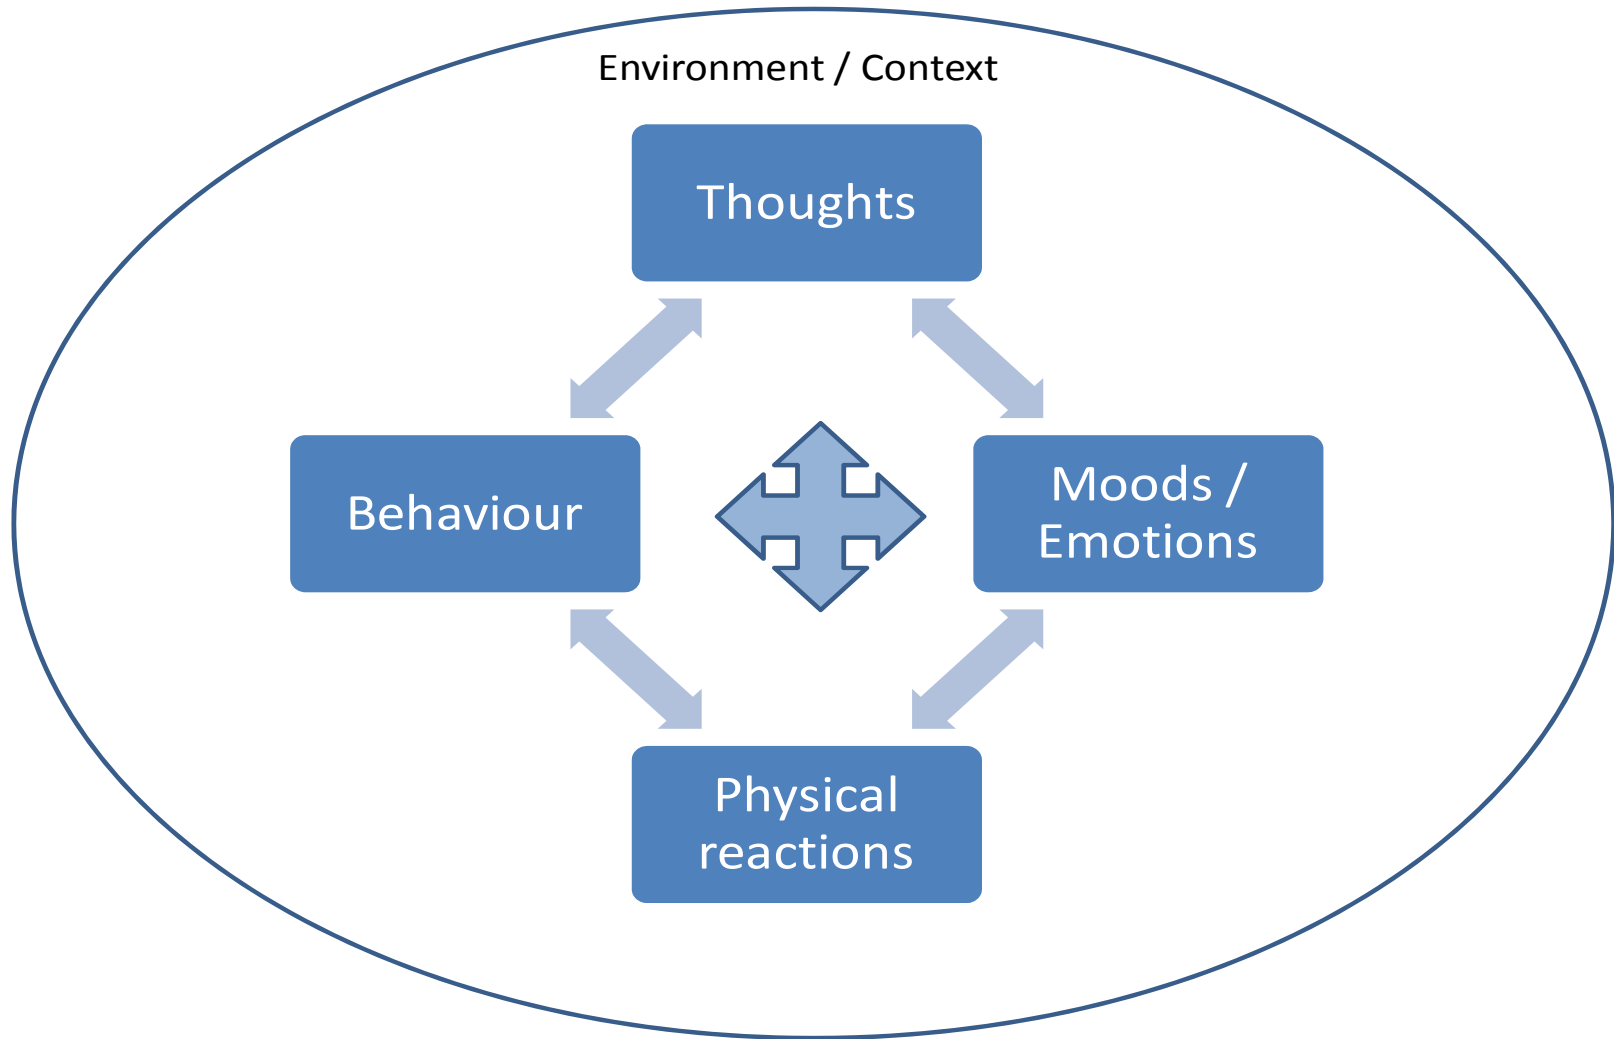 Environment / Context
Thoughts
Behaviour
Moods /
Emotions
Physical
reactions